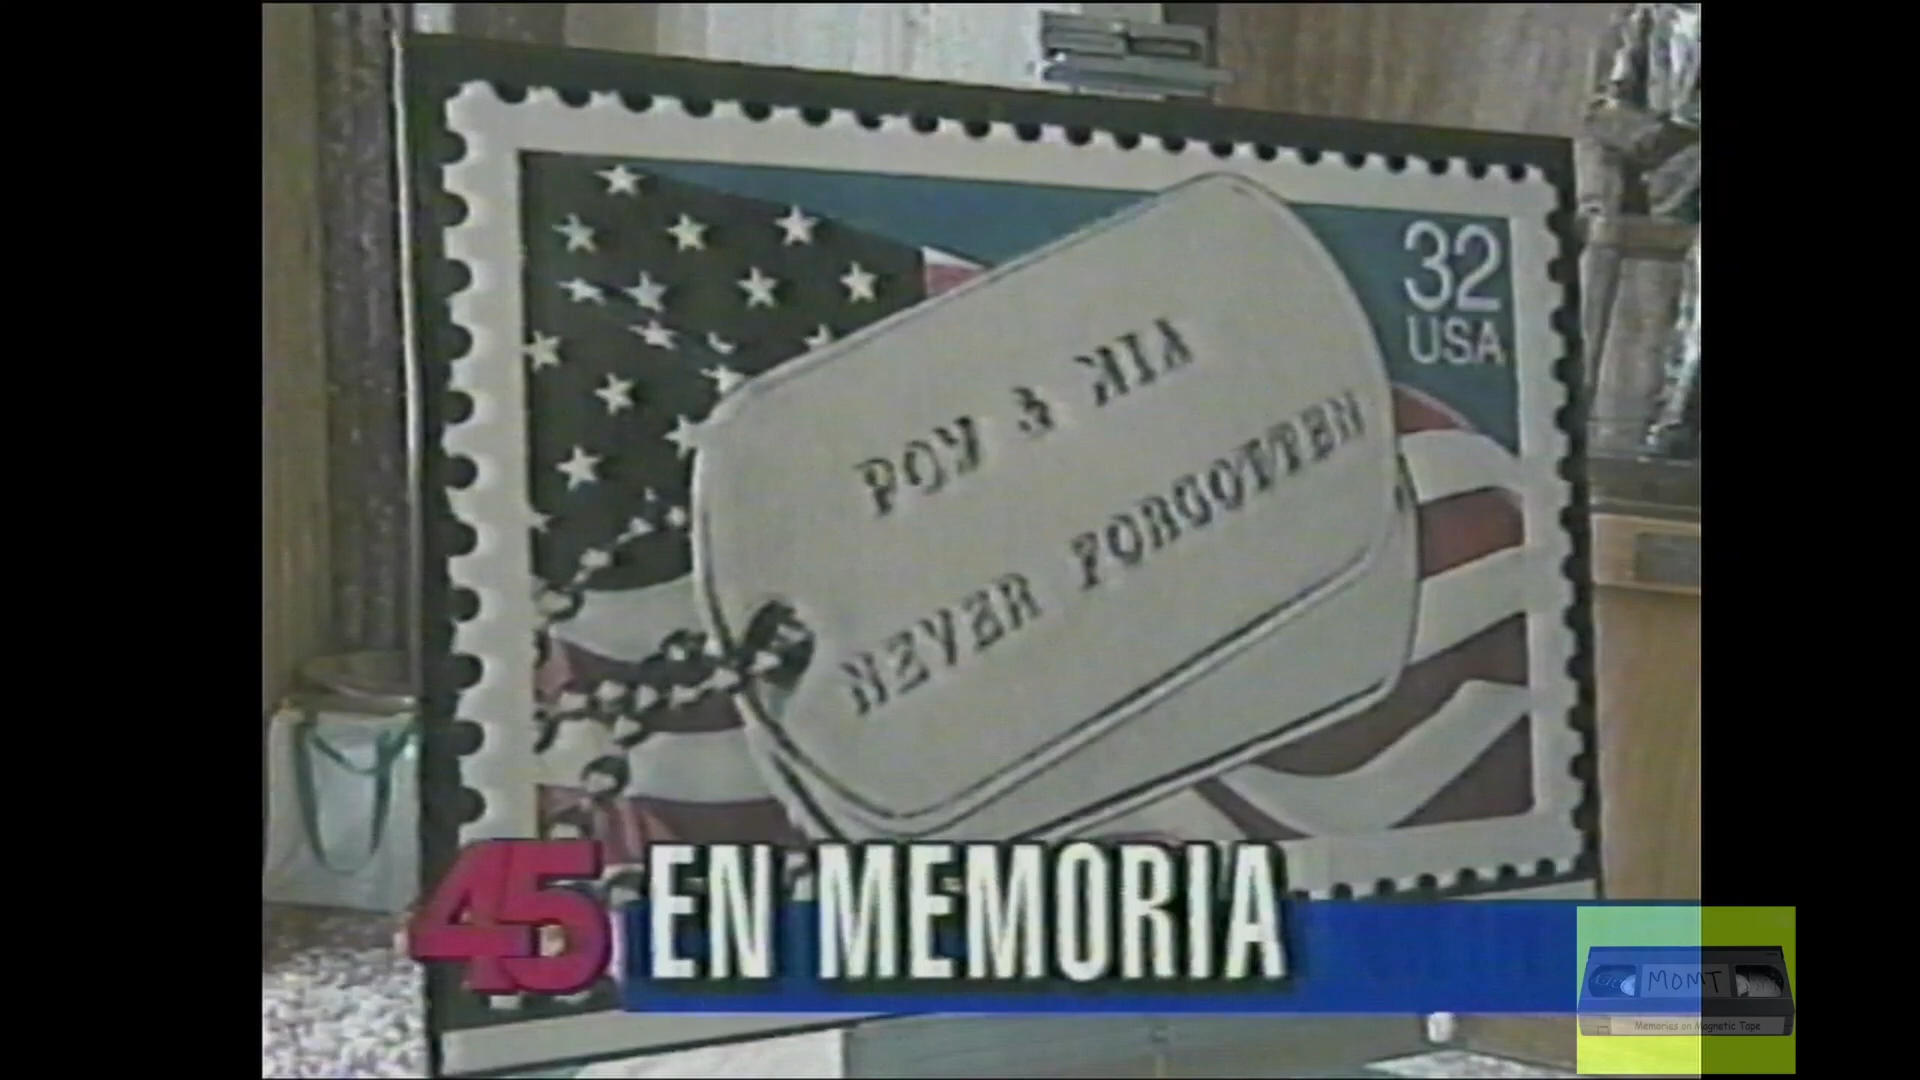 32
USA
POW & MIA
NEVER FORGOTTEN
45 EN MEMORIA
MOMT
Memories on Magnetic Tape